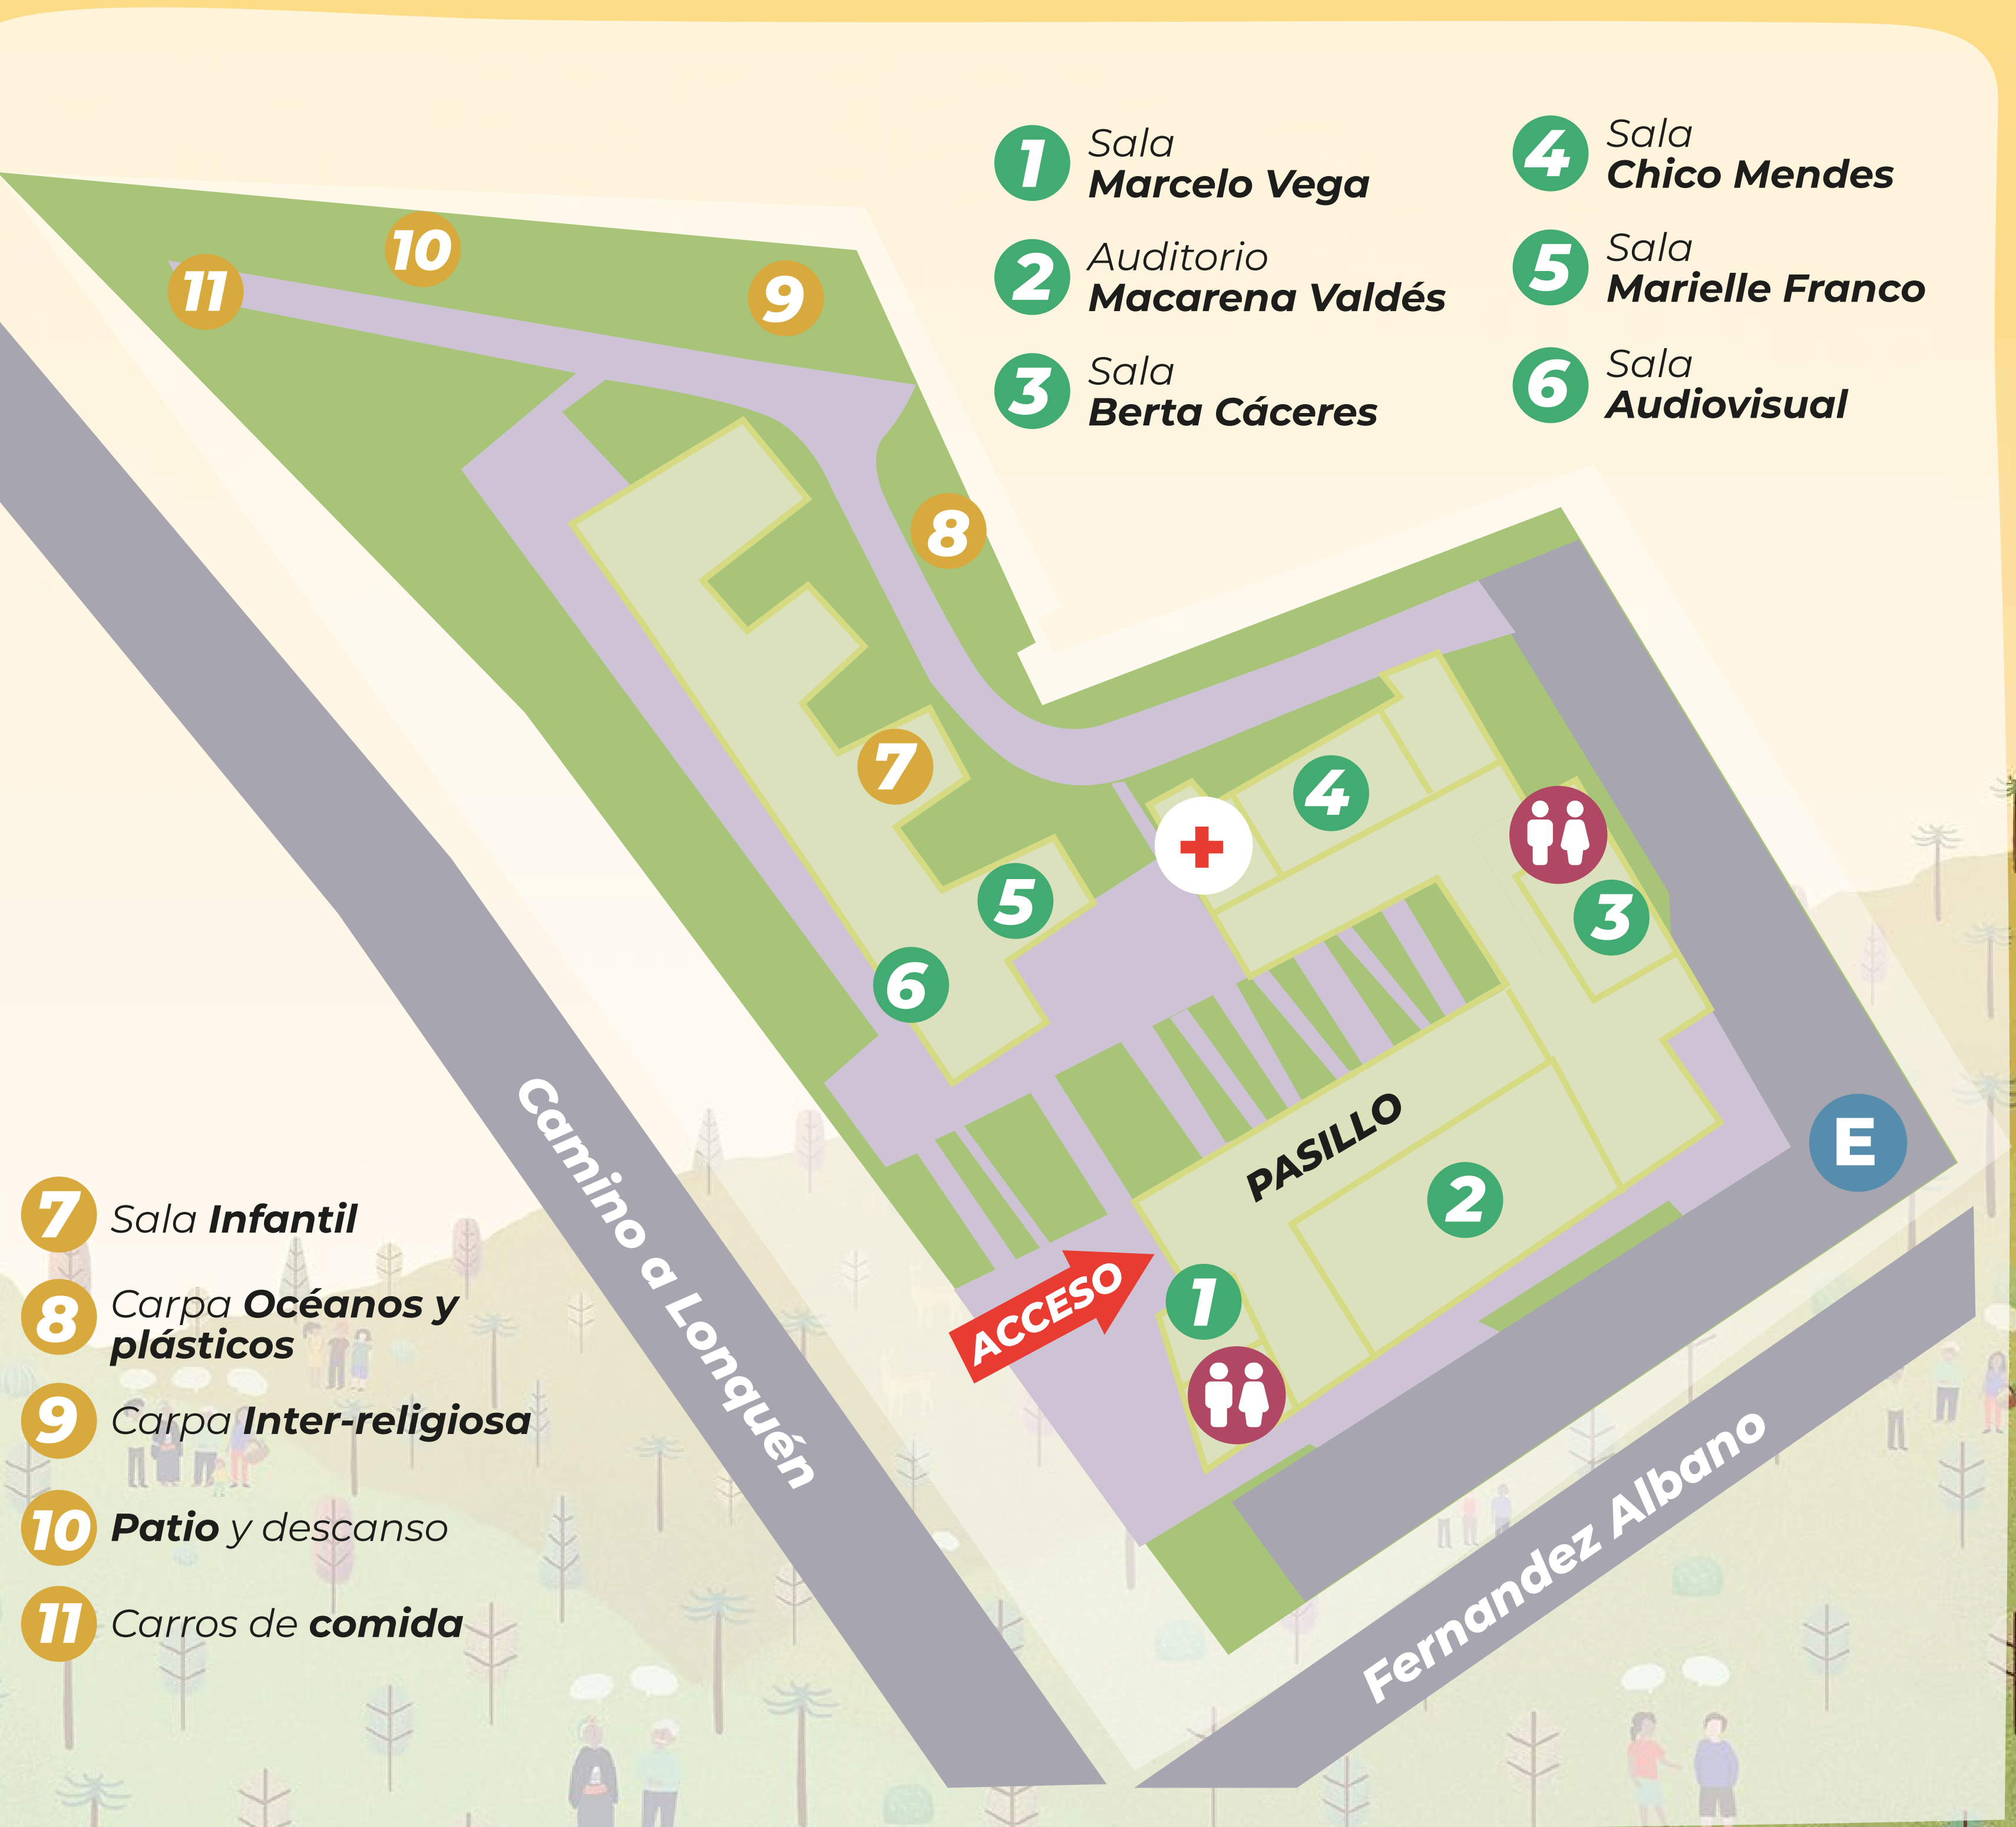 1
Sala
Marcelo Vega
2
Auditorio
Macarena Valdés
3
Sala
Berta Cáceres
4
Sala
Chico Mendes
5
Sala
Marielle Franco
6
Sala
Audiovisual
10
11
9
8
7
4
5
3
6
PASILLO
2
E
1
ACCESO
Camino a Lonquén
Fernandez Albano
7
Sala Infantil
8
Carpa Océanos y
plásticos
9
Carpa Inter-religiosa
10
Patio y descanso
11
Carros de comida